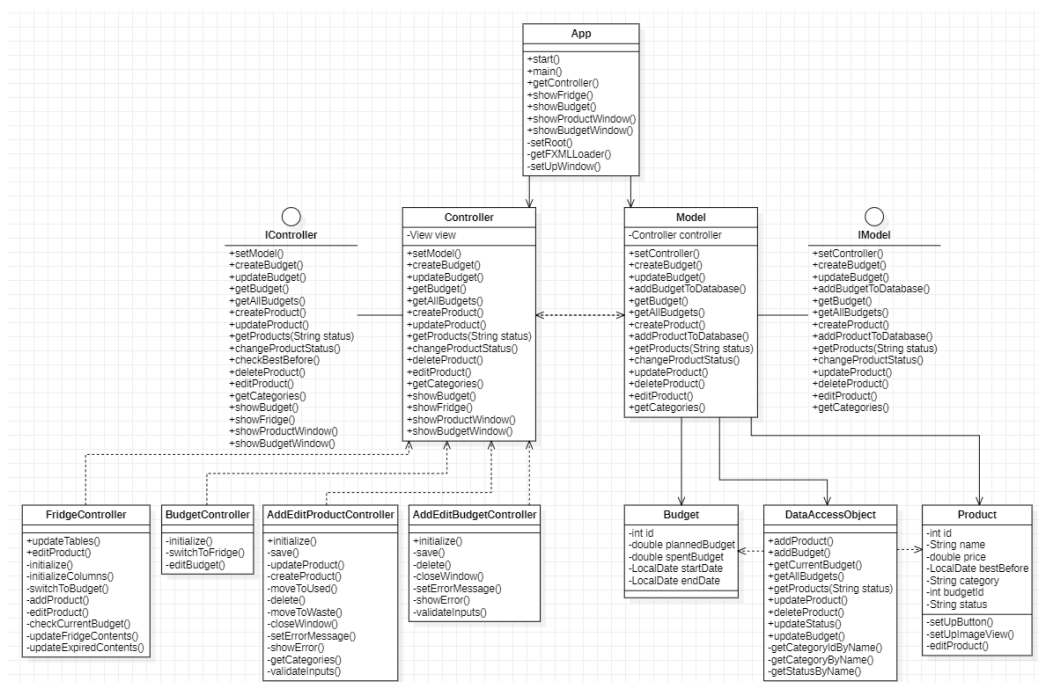 App
+start()
+main()
+getController()
+showFridge()
+showBudget()
+showProductWindow()
+showBudgetWindow()
-setRoot()
-getFXMLLoader()
-setUpWindow()
IController
+setModel()
+createBudget()
+updateBudget()
+getBudget()
+getAllBudgets()
+createProduct()
+updateProduct()
+getProducts(String status)
+changeProductStatus()
+checkBestBefore()
+deleteProduct()
+editProduct()
+getCategories()
+showBudget()
+showFridge()
+showProductWindow()
+showBudgetWindow()
Controller
-View view
+setModel()
+createBudget()
+updateBudget()
+getBudget()
+getAllBudgets()
+createProduct()
+updateProduct()
+getProducts(String status)
+changeProductStatus()
+deleteProduct()
+editProduct()
+getCategories()
+showBudget()
+showFridge()
+showProductWindow()
+showBudgetWindow()
Model
-Controller controller
+setController()
+createBudget()
+updateBudget()
+addBudgetToDatabase()
+getBudget()
+getAllBudgets()
+createProduct()
+addProductToDatabase()
+getProducts(String status)
+changeProductStatus()
+updateProduct()
+deleteProduct()
+editProduct()
+getCategories()
IModel
+setController()
+createBudget()
+updateBudget()
+addBudgetToDatabase()
+getBudget()
+getAllBudgets()
+createProduct()
+addProductToDatabase()
+getProducts(String status)
+changeProductStatus()
+updateProduct()
+deleteProduct()
+editProduct()
+getCategories()
FridgeController
+updateTables()
+editProduct()
-initialize()
-initializeColumns()
-switchToBudget()
-addProduct()
-editProduct()
-checkCurrentBudget()
-updateFridgeContents()
-updateExpiredContents()
BudgetController
-initialize()
-switchToFridge()
-editBudget()
AddEditProductController
+initialize()
-save()
-updateProduct()
-createProduct()
-moveToUsed()
-delete()
-moveToWaste()
-closeWindow()
-setErrorMessage()
-showError()
-getCategories()
-validateInputs()
AddEditBudgetController
+initialize()
-save()
-delete()
-closeWindow()
-setErrorMessage()
-showError()
-validateInputs()
Budget
-int id
-double plannedBudget
-double spentBudget
-LocalDate startDate
-LocalDate endDate
DataAccessObject
+addProduct()
+addBudget()
+getCurrentBudget()
+getAllBudgets()
+getProducts(String status)
+updateProduct()
+deleteProduct()
+updateStatus()
+updateBudget()
-getCategoryIdByName()
-getCategoryByName()
-getStatusByName()
Product
-int id
-String name
-double price
-LocalDate bestBefore
-String category
-int budgetId
-String status
-setUpButton()
-setUpImageView()
-editProduct()